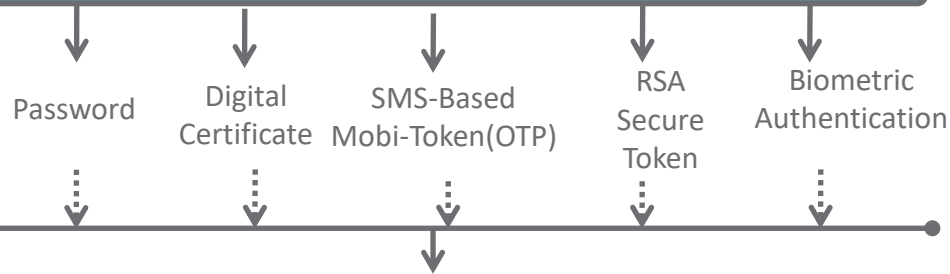 Password
Digital
Certificate
SMS-Based
Mobi-Token(OTP)
RSA
Secure
Token
Biometric
Authentication